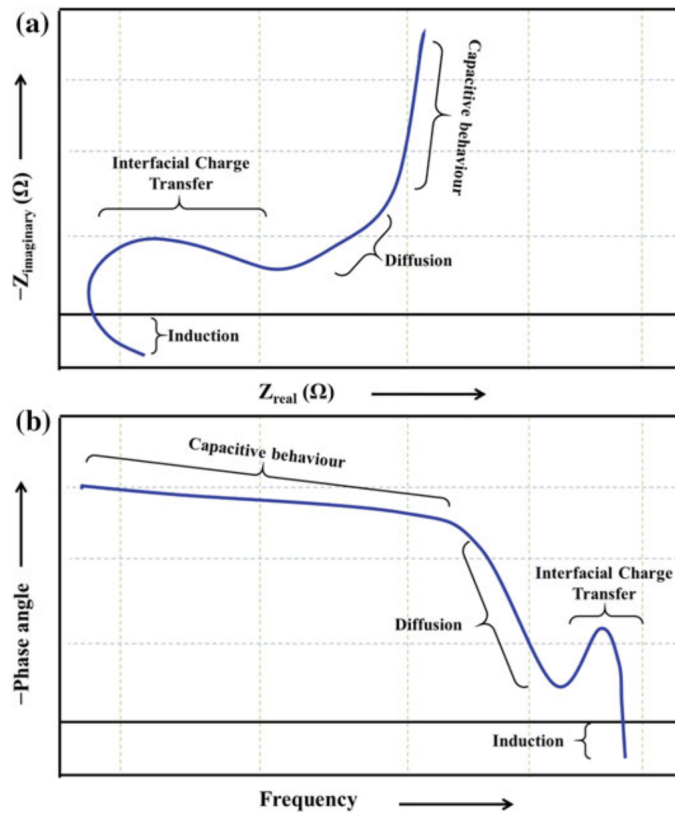 (a)
−Zimaginary (Ω)
Interfacial Charge
Transfer
Capacitive behaviour
Diffusion
Induction
Zreal (Ω)
(b)
−Phase angle
Capacitive behaviour
Diffusion
Interfacial Charge
Transfer
Induction
Frequency